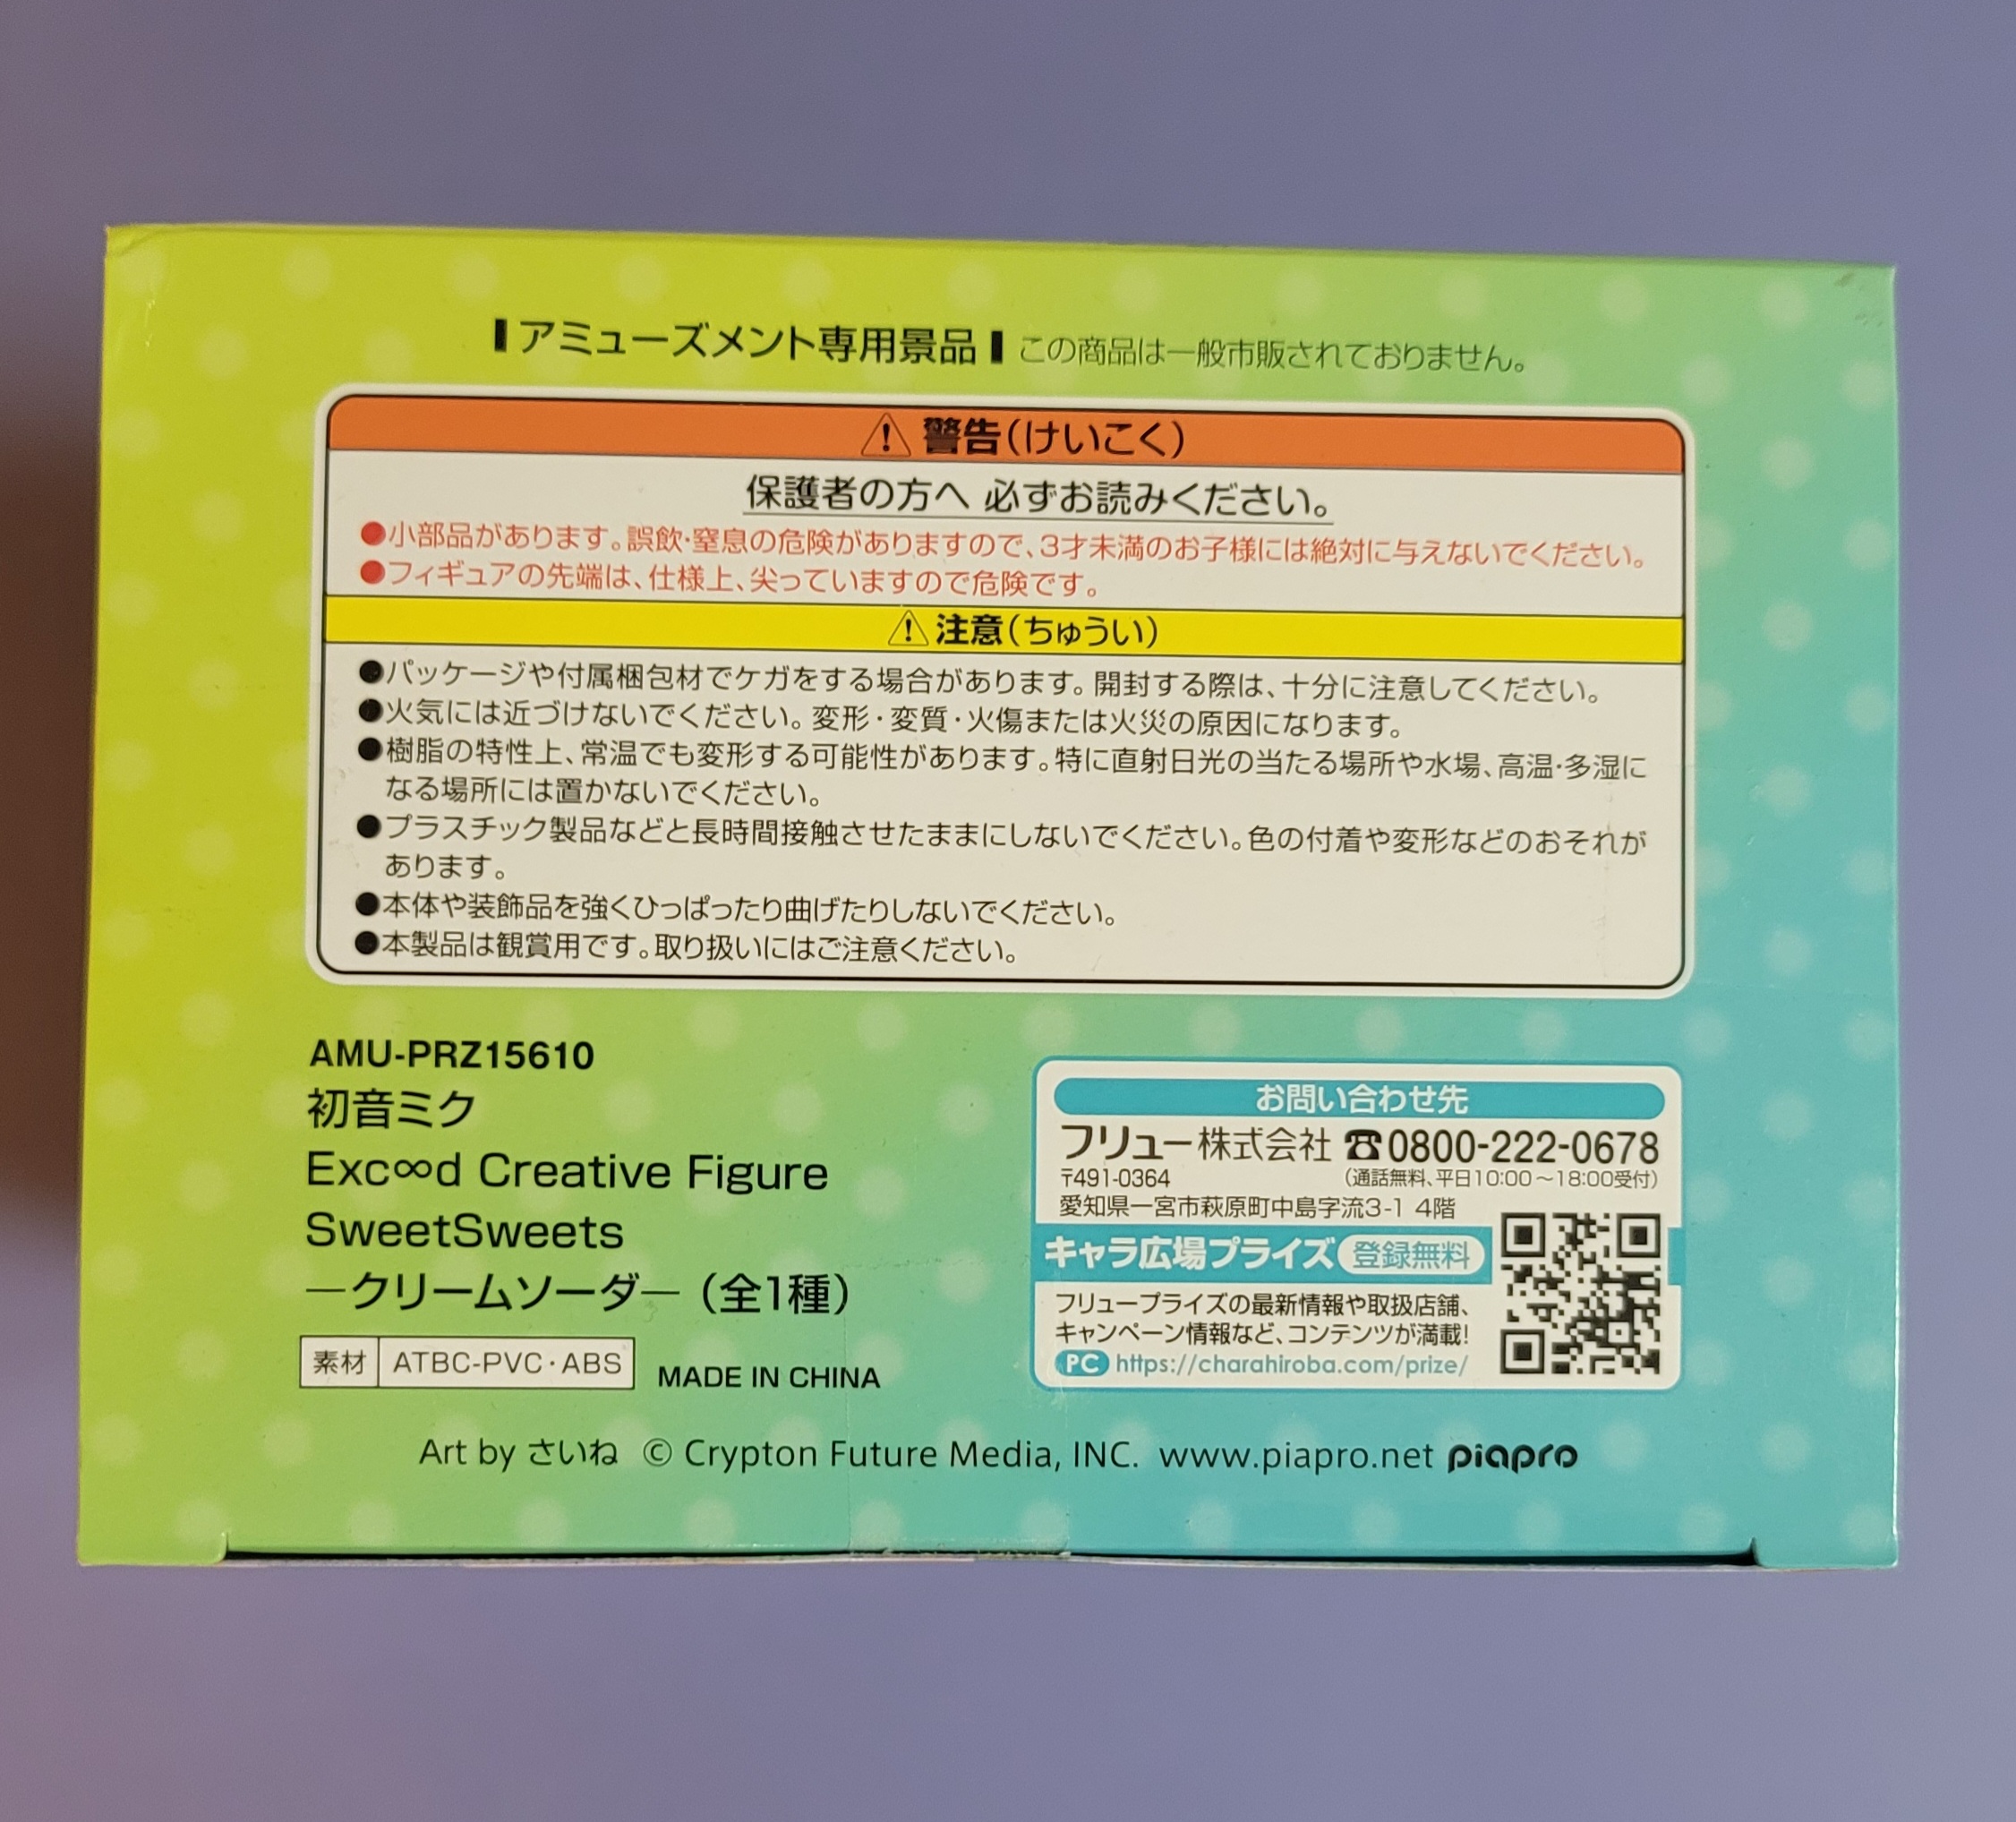 ▌アミューズメント専用景品▐ この商品は一般市販されておりません。
⚠警告(けいこく)
保護者の方へ 必ずお読みください。
●小部品があります。誤飲・窒息の危険がありますので、3才未満のお子様には絶対に与えないでください。
●フィギュアの先端は、仕様上、尖っていますので危険です。
⚠注意(ちゅうい)
●パッケージや付属梱包材でケガをする場合があります。開封する際は、十分に注意してください。
●火気には近づけないでください。変形・変質・火傷または火災の原因になります。
●樹脂の特性上、常温でも変形する可能性があります。特に直射日光の当たる場所や水場、高温・多湿に
なる場所には置かないでください。
●プラスチック製品などと長時間接触させたままにしないでください。色の付着や変形などのおそれが
あります。
●本体や装飾品を強くひっぱったり曲げたりしないでください。
●本製品は観賞用です。取り扱いにはご注意ください。
AMU-PRZ15610
初音ミク
Exc∞d Creative Figure
SweetSweets
―クリームソーダ―(全1種)
素材 ATBC-PVC・ABS MADE IN CHINA
お問い合わせ先
フリュー株式会社 ☎0800-222-0678
〒491-0364 (通話無料、平日10:00〜18:00受付)
愛知県一宮市萩原町中島字流3-1 4階
キャラ広場プライズ 登録無料
フリュープライズの最新情報や取扱店舗、
キャンペーン情報など、コンテンツが満載!
PC https://charahiroba.com/prize/
Art by さいね © Crypton Future Media, INC. www.piapro.net piapro